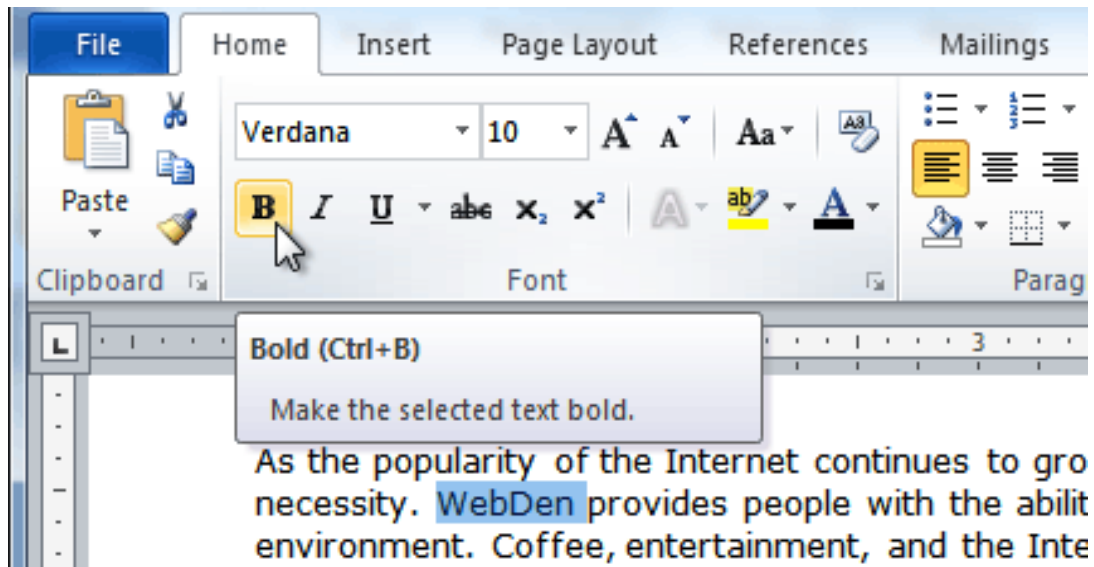 File Home Insert Page Layout References Mailings
Verdana 10 A A Aa
Paste B I U abc X₂ X² A ab A
Clipboard Font Parag
L 3
Bold (Ctrl+B)
Make the selected text bold.
As the popularity of the Internet continues to gro
necessity. WebDen provides people with the abilit
environment. Coffee, entertainment, and the Inte